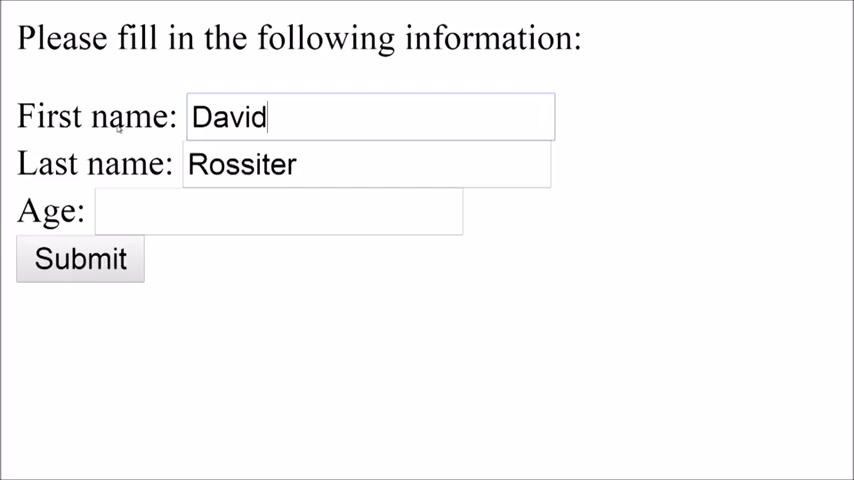 Please fill in the following information:
First name: David
Last name: Rossiter
Age:
Submit